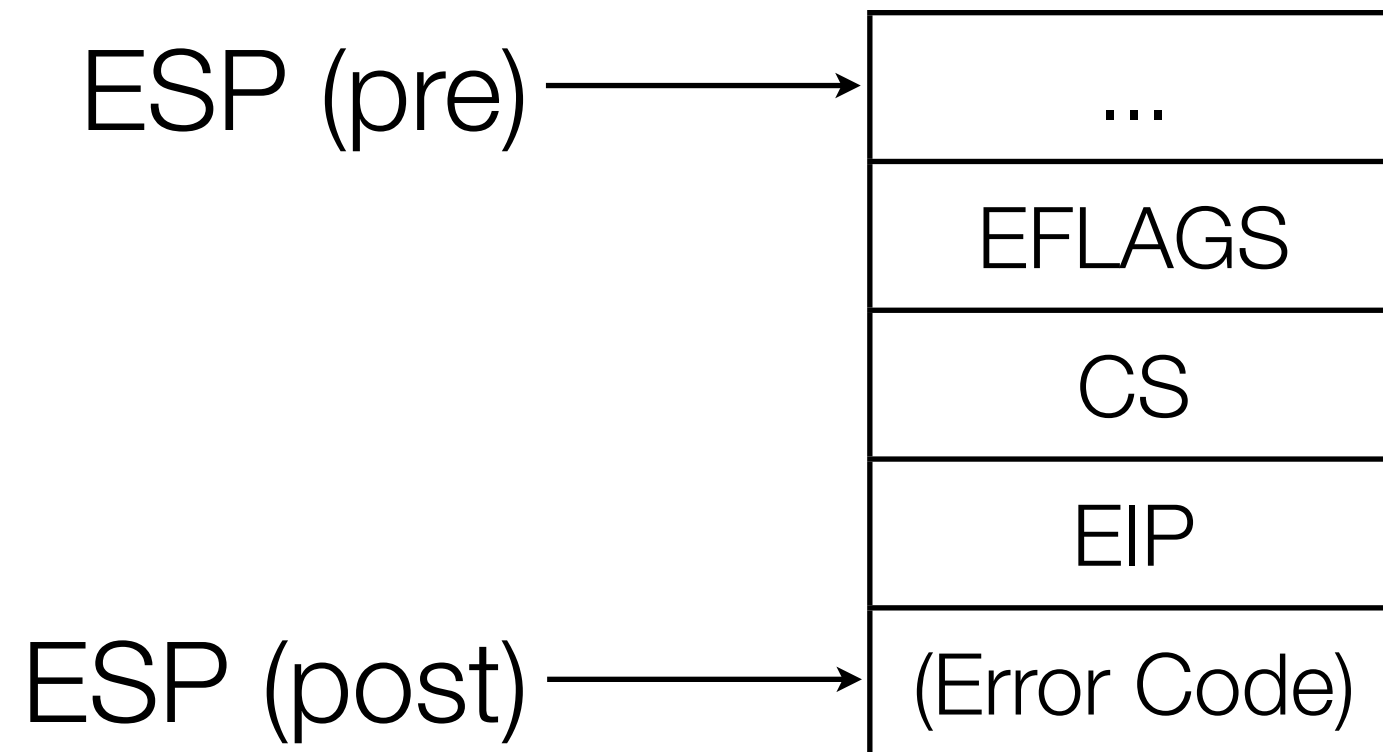 ESP (pre)
...
EFLAGS
CS
EIP
ESP (post)
(Error Code)